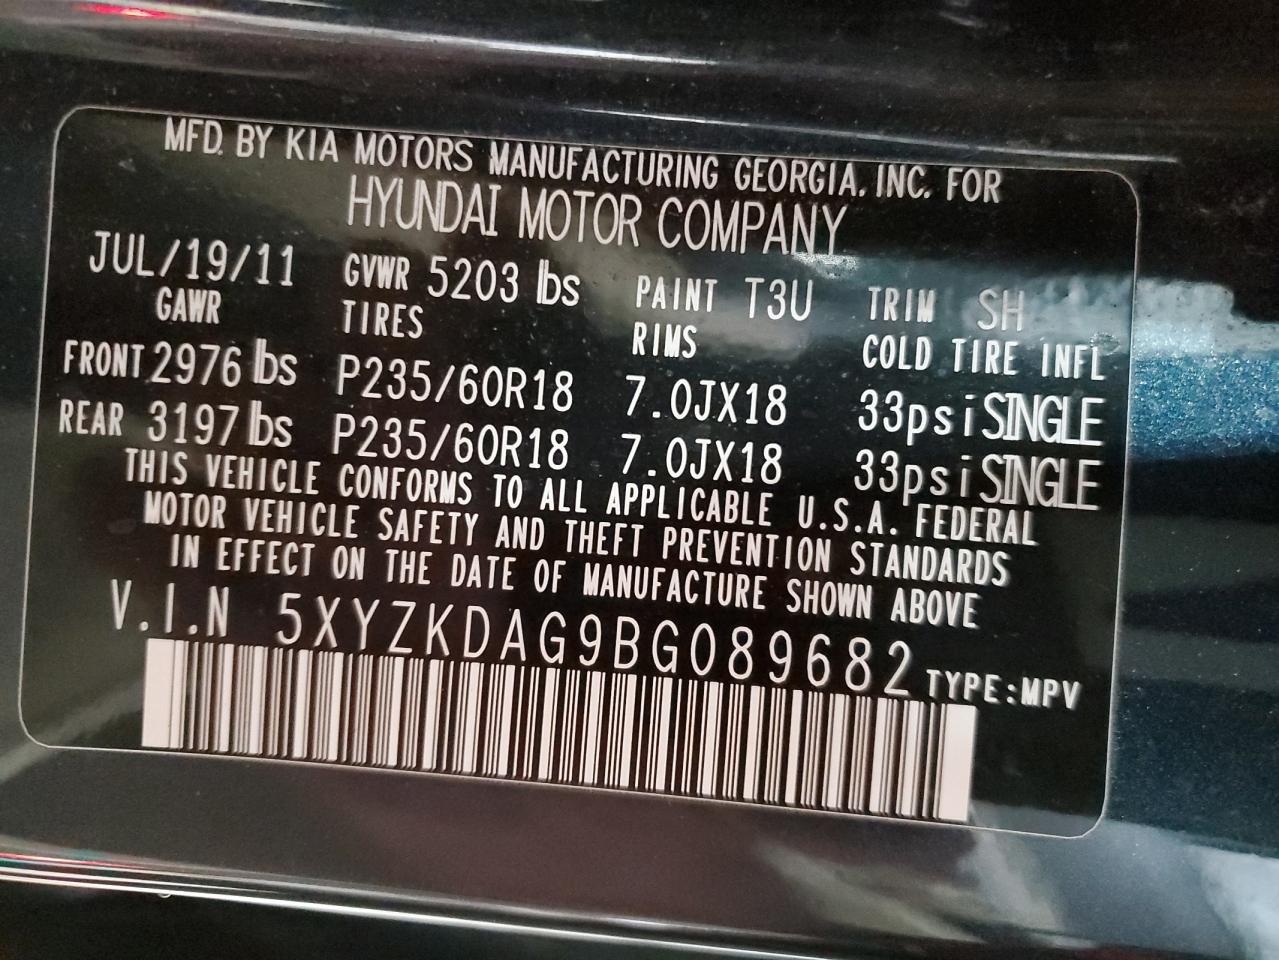 MFD. BY KIA MOTORS MANUFACTURING GEORGIA. INC. FOR
HYUNDAI MOTOR COMPANY
JUL/19/11 GVWR 5203 lbs PAINT T3U TRIM SH
GAWR TIRES RIMS COLD TIRE INFL
FRONT 2976 lbs P235/60R18 7.0JX18 33psi SINGLE
REAR 3197 lbs P235/60R18 7.0JX18 33psi SINGLE
THIS VEHICLE CONFORMS TO ALL APPLICABLE U.S.A. FEDERAL
MOTOR VEHICLE SAFETY AND THEFT PREVENTION STANDARDS
IN EFFECT ON THE DATE OF MANUFACTURE SHOWN ABOVE
V.I.N 5XYZKDAG9BG089682 TYPE:MPV